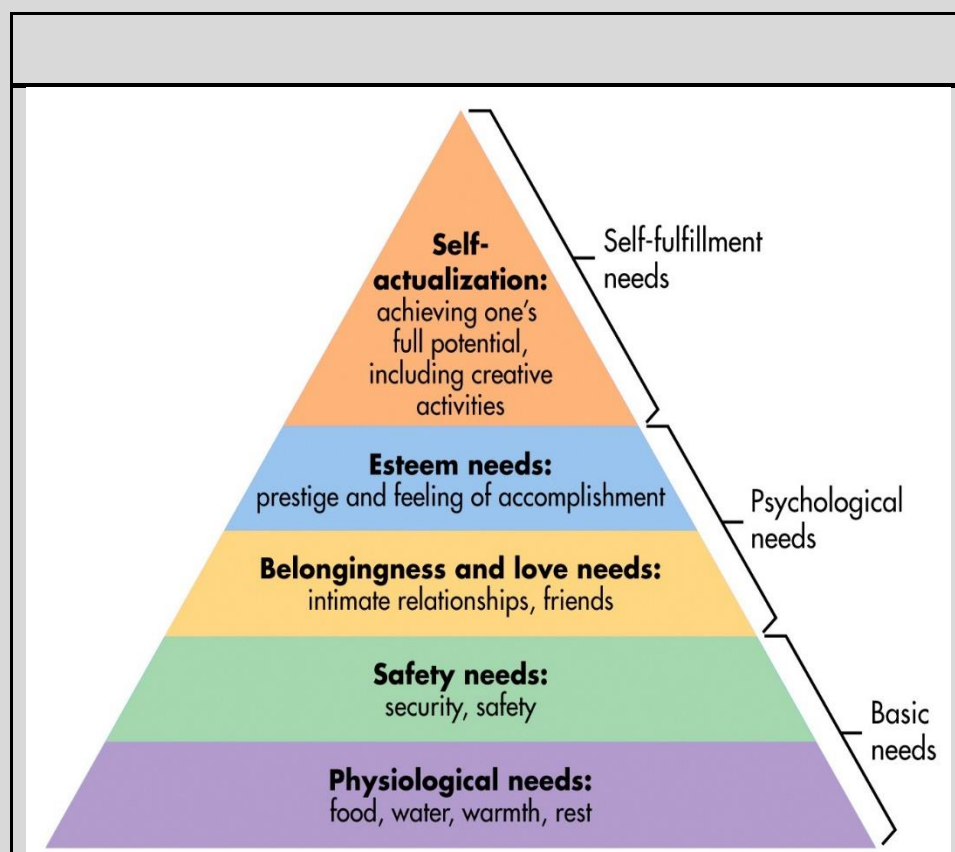 Self-
actualization:
achieving one's
full potential,
including creative
activities
Self-fulfillment
needs
Esteem needs:
prestige and feeling of accomplishment
Psychological
needs
Belongingness and love needs:
intimate relationships, friends
Safety needs:
security, safety
Basic
needs
Physiological needs:
food, water, warmth, rest